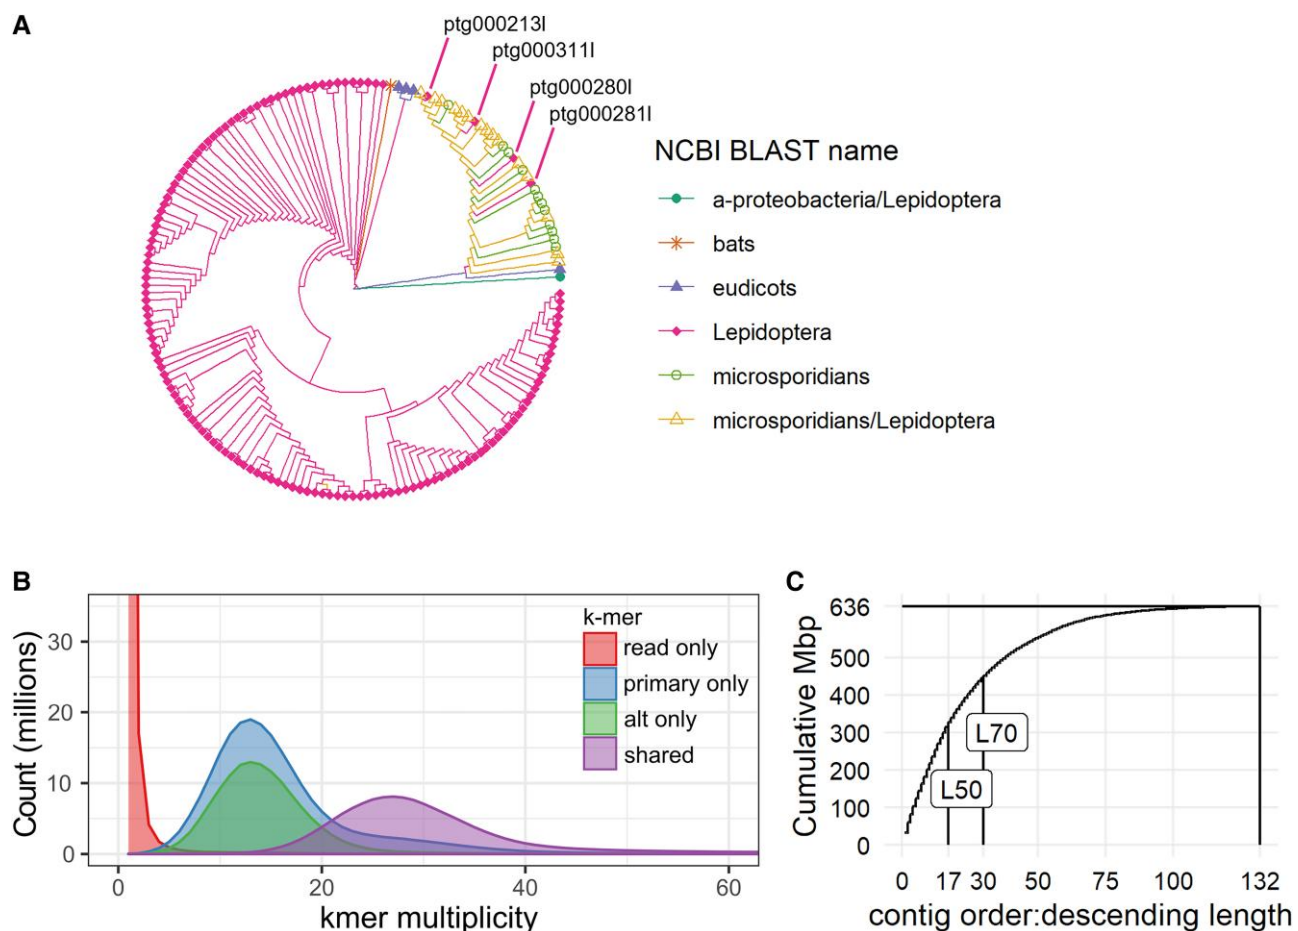 A
ptg000213l
ptg000311l
ptg000280l
ptg000281l
NCBI BLAST name
a-proteobacteria/Lepidoptera
bats
eudicots
Lepidoptera
microsporidians
microsporidians/Lepidoptera
B
Count (millions)
30
20
10
0
k-mer
read only
primary only
alt only
shared
0 20 40 60
kmer multiplicity
C
Cumulative Mbp
636
500
400
300
200
100
0
L70
L50
0 17 30 50 75 100 132
contig order:descending length